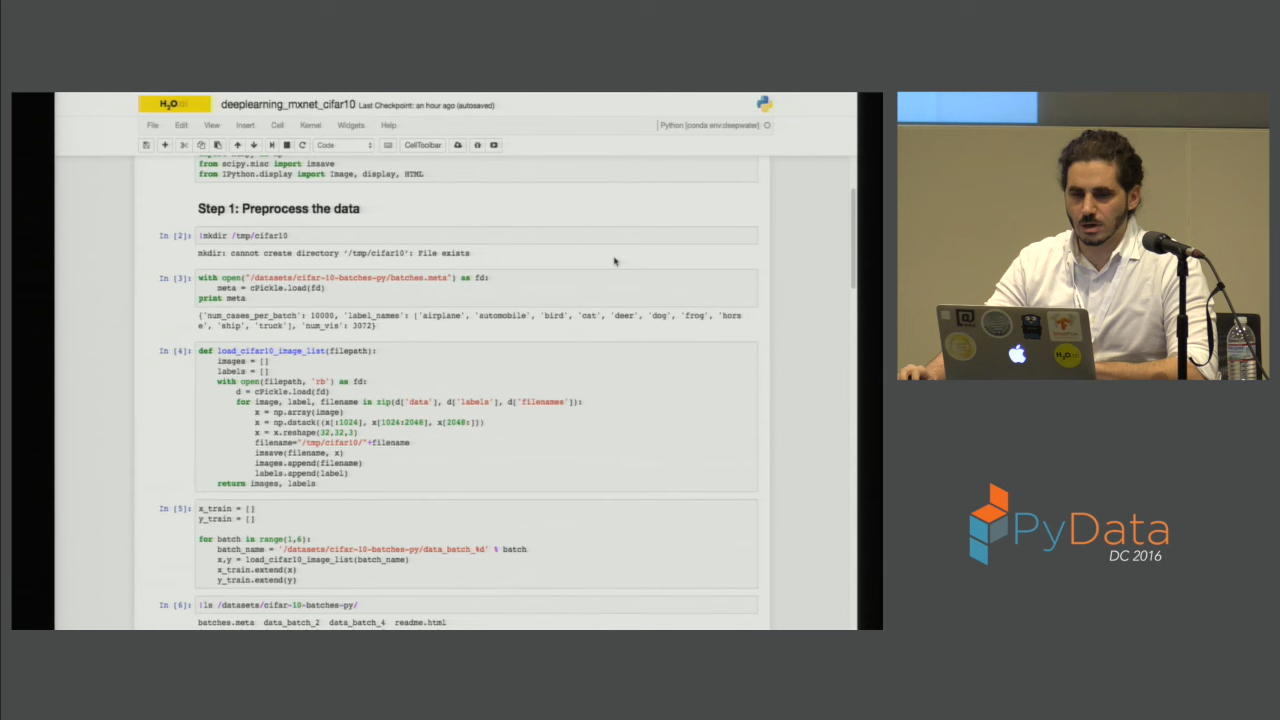 H2O.ai deeplearning_mxnet_cifar10 Last Checkpoint: an hour ago (autosaved)
File Edit View Insert Cell Kernel Widgets Help Python [conda env:deepwater]
Code CellToolbar
from scipy.misc import imsave
from IPython.display import Image, display, HTML
Step 1: Preprocess the data
In [2]: !mkdir /tmp/cifar10
mkdir: cannot create directory ‘/tmp/cifar10’: File exists
In [3]: with open("/datasets/cifar-10-batches-py/batches.meta") as fd:
meta = cPickle.load(fd)
print meta
{'num_cases_per_batch': 10000, 'label_names': ['airplane', 'automobile', 'bird', 'cat', 'deer', 'dog', 'frog', 'hors
e', 'ship', 'truck'], 'num_vis': 3072}
In [4]: def load_cifar10_image_list(filepath):
images = []
labels = []
with open(filepath, 'rb') as fd:
d = cPickle.load(fd)
for image, label, filename in zip(d['data'], d['labels'], d['filenames']):
x = np.array(image)
x = np.dstack((x[:1024], x[1024:2048], x[2048:]))
x = x.reshape(32,32,3)
filename="/tmp/cifar10/"+filename
imsave(filename, x)
images.append(filename)
labels.append(label)
return images, labels
In [5]: x_train = []
y_train = []
for batch in range(1,6):
batch_name = '/datasets/cifar-10-batches-py/data_batch_%d' % batch
x,y = load_cifar10_image_list(batch_name)
x_train.extend(x)
y_train.extend(y)
In [6]: !ls /datasets/cifar-10-batches-py/
batches.meta data_batch_2 data_batch_4 readme.html
H2O.ai
PyData
DC 2016